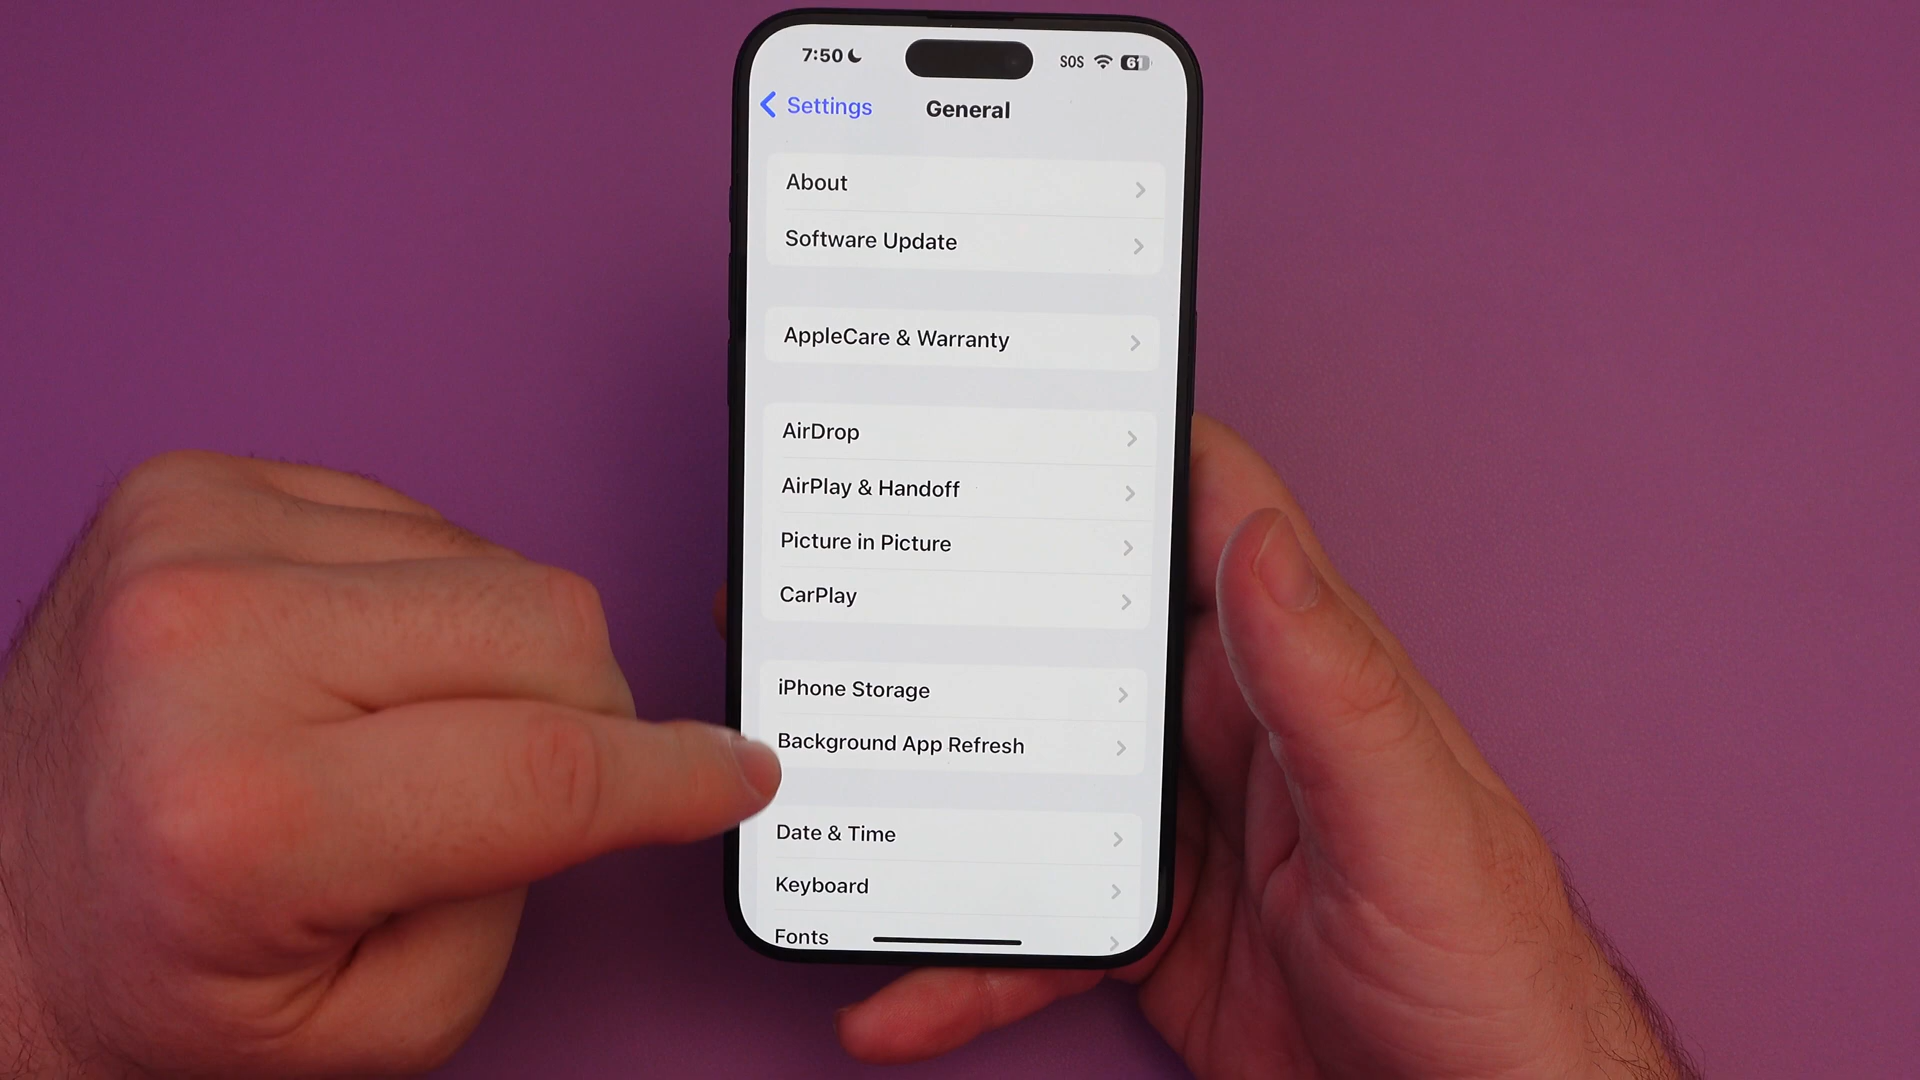 7:50
SOS 61
Settings
General
About
Software Update
AppleCare & Warranty
AirDrop
AirPlay & Handoff
Picture in Picture
CarPlay
iPhone Storage
Background App Refresh
Date & Time
Keyboard
Fonts